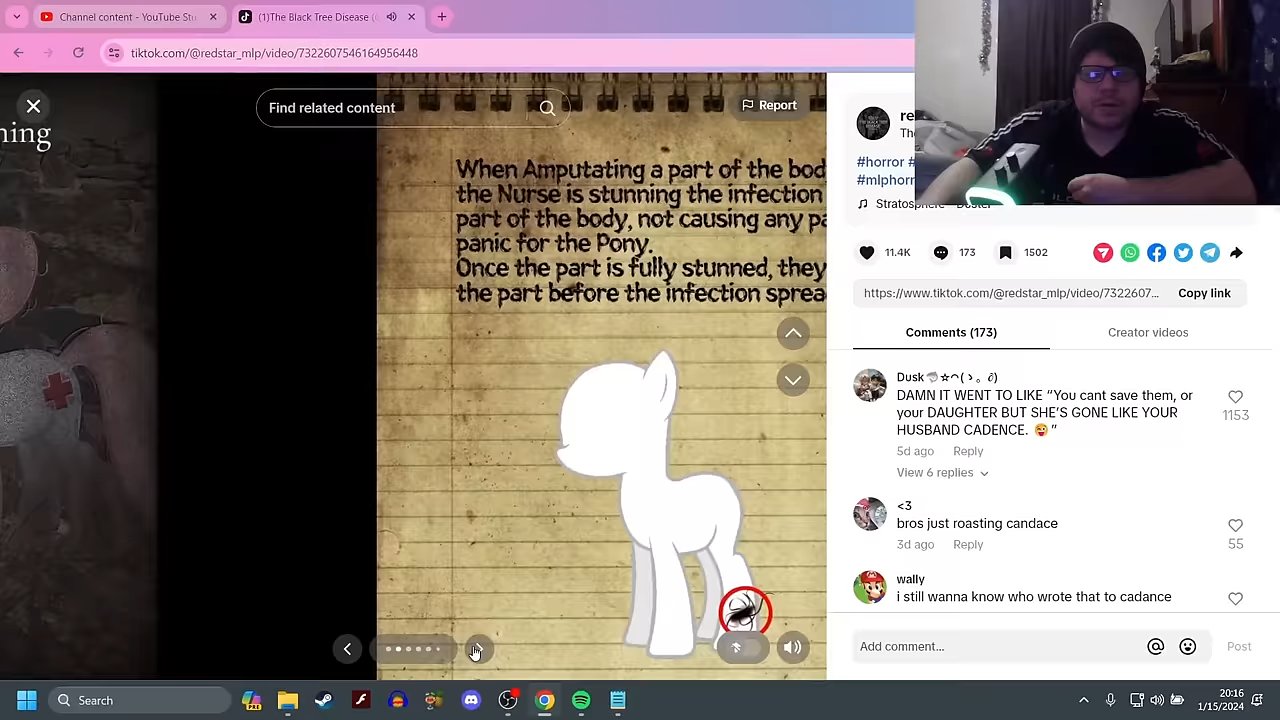 Channel content - YouTube Stu
(1)The Black Tree Disease (
tiktok.com/@redstar_mlp/video/7322607546164956448
Find related content
Report
ning
When Amputating a part of the bod
the Nurse is stunning the infection
part of the body, not causing any pa
panic for the Pony.
Once the part is fully stunned, they
the part before the infection sprea
re
The
#horror #
#mlphorr
♫ Stratosphere - Duster
11.4K
173
1502
https://www.tiktok.com/@redstar_mlp/video/7322607...
Copy link
Comments (173)
Creator videos
Dusk🦈☆⌒(ゝ。∂)
DAMN IT WENT TO LIKE “You cant save them, or
your DAUGHTER BUT SHE’S GONE LIKE YOUR
HUSBAND CADENCE. 😜”
1153
5d ago Reply
View 6 replies
<3
bros just roasting candace
55
3d ago Reply
wally
i still wanna know who wrote that to cadance
Add comment...
@
Post
Search
PRE
20:16
1/15/2024